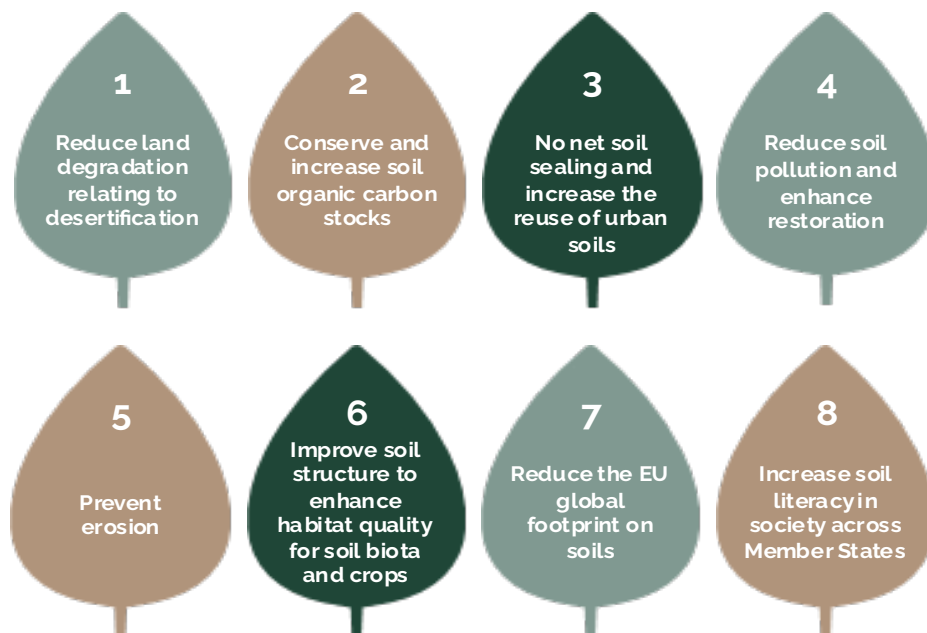 1
Reduce land
degradation
relating to
desertification
2
Conserve and
increase soil
organic carbon
stocks
3
No net soil
sealing and
increase the
reuse of urban
soils
4
Reduce soil
pollution and
enhance
restoration
5
Prevent
erosion
6
Improve soil
structure to
enhance
habitat quality
for soil biota
and crops
7
Reduce the EU
global
footprint on
soils
8
Increase soil
literacy in
society across
Member States